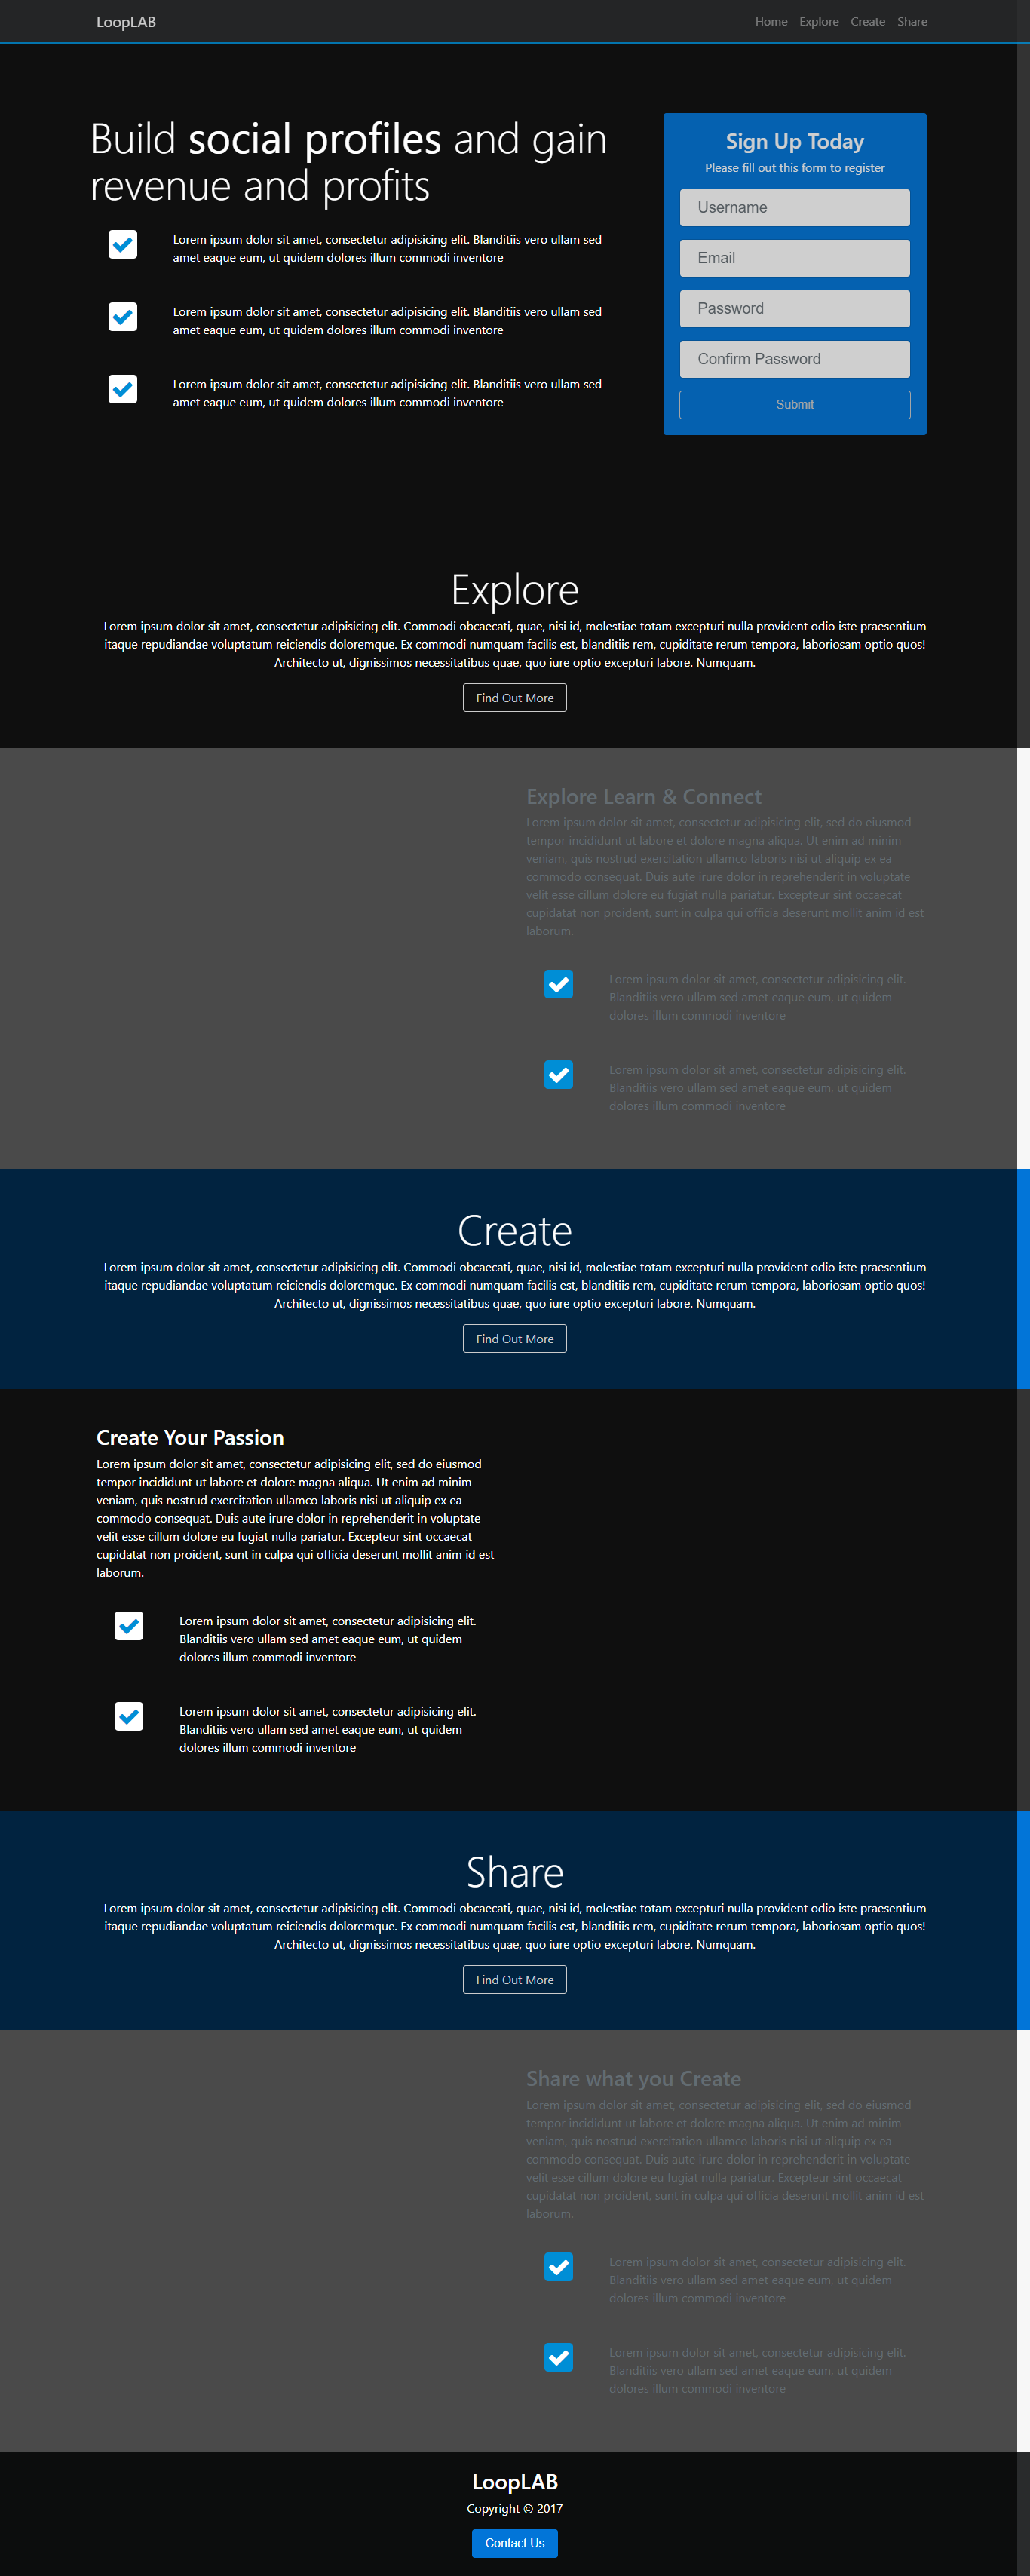 LoopLAB
Home Explore Create Share
Build social profiles and gain
revenue and profits
Lorem ipsum dolor sit amet, consectetur adipisicing elit. Blanditiis vero ullam sed
amet eaque eum, ut quidem dolores illum commodi inventore
Lorem ipsum dolor sit amet, consectetur adipisicing elit. Blanditiis vero ullam sed
amet eaque eum, ut quidem dolores illum commodi inventore
Lorem ipsum dolor sit amet, consectetur adipisicing elit. Blanditiis vero ullam sed
amet eaque eum, ut quidem dolores illum commodi inventore
Sign Up Today
Please fill out this form to register
Username
Email
Password
Confirm Password
Submit
Explore
Lorem ipsum dolor sit amet, consectetur adipisicing elit. Commodi obcaecati, quae, nisi id, molestiae totam excepturi nulla provident odio iste praesentium
itaque repudiandae voluptatum reiciendis doloremque. Ex commodi numquam facilis est, blanditiis rem, cupiditate rerum tempora, laboriosam optio quos!
Architecto ut, dignissimos necessitatibus quae, quo iure optio excepturi labore. Numquam.
Find Out More
Explore Learn & Connect
Lorem ipsum dolor sit amet, consectetur adipisicing elit, sed do eiusmod
tempor incididunt ut labore et dolore magna aliqua. Ut enim ad minim
veniam, quis nostrud exercitation ullamco laboris nisi ut aliquip ex ea
commodo consequat. Duis aute irure dolor in reprehenderit in voluptate
velit esse cillum dolore eu fugiat nulla pariatur. Excepteur sint occaecat
cupidatat non proident, sunt in culpa qui officia deserunt mollit anim id est
laborum.
Lorem ipsum dolor sit amet, consectetur adipisicing elit.
Blanditiis vero ullam sed amet eaque eum, ut quidem
dolores illum commodi inventore
Lorem ipsum dolor sit amet, consectetur adipisicing elit.
Blanditiis vero ullam sed amet eaque eum, ut quidem
dolores illum commodi inventore
Create
Lorem ipsum dolor sit amet, consectetur adipisicing elit. Commodi obcaecati, quae, nisi id, molestiae totam excepturi nulla provident odio iste praesentium
itaque repudiandae voluptatum reiciendis doloremque. Ex commodi numquam facilis est, blanditiis rem, cupiditate rerum tempora, laboriosam optio quos!
Architecto ut, dignissimos necessitatibus quae, quo iure optio excepturi labore. Numquam.
Find Out More
Create Your Passion
Lorem ipsum dolor sit amet, consectetur adipisicing elit, sed do eiusmod
tempor incididunt ut labore et dolore magna aliqua. Ut enim ad minim
veniam, quis nostrud exercitation ullamco laboris nisi ut aliquip ex ea
commodo consequat. Duis aute irure dolor in reprehenderit in voluptate
velit esse cillum dolore eu fugiat nulla pariatur. Excepteur sint occaecat
cupidatat non proident, sunt in culpa qui officia deserunt mollit anim id est
laborum.
Lorem ipsum dolor sit amet, consectetur adipisicing elit.
Blanditiis vero ullam sed amet eaque eum, ut quidem
dolores illum commodi inventore
Lorem ipsum dolor sit amet, consectetur adipisicing elit.
Blanditiis vero ullam sed amet eaque eum, ut quidem
dolores illum commodi inventore
Share
Lorem ipsum dolor sit amet, consectetur adipisicing elit. Commodi obcaecati, quae, nisi id, molestiae totam excepturi nulla provident odio iste praesentium
itaque repudiandae voluptatum reiciendis doloremque. Ex commodi numquam facilis est, blanditiis rem, cupiditate rerum tempora, laboriosam optio quos!
Architecto ut, dignissimos necessitatibus quae, quo iure optio excepturi labore. Numquam.
Find Out More
Share what you Create
Lorem ipsum dolor sit amet, consectetur adipisicing elit, sed do eiusmod
tempor incididunt ut labore et dolore magna aliqua. Ut enim ad minim
veniam, quis nostrud exercitation ullamco laboris nisi ut aliquip ex ea
commodo consequat. Duis aute irure dolor in reprehenderit in voluptate
velit esse cillum dolore eu fugiat nulla pariatur. Excepteur sint occaecat
cupidatat non proident, sunt in culpa qui officia deserunt mollit anim id est
laborum.
Lorem ipsum dolor sit amet, consectetur adipisicing elit.
Blanditiis vero ullam sed amet eaque eum, ut quidem
dolores illum commodi inventore
Lorem ipsum dolor sit amet, consectetur adipisicing elit.
Blanditiis vero ullam sed amet eaque eum, ut quidem
dolores illum commodi inventore
LoopLAB
Copyright © 2017
Contact Us